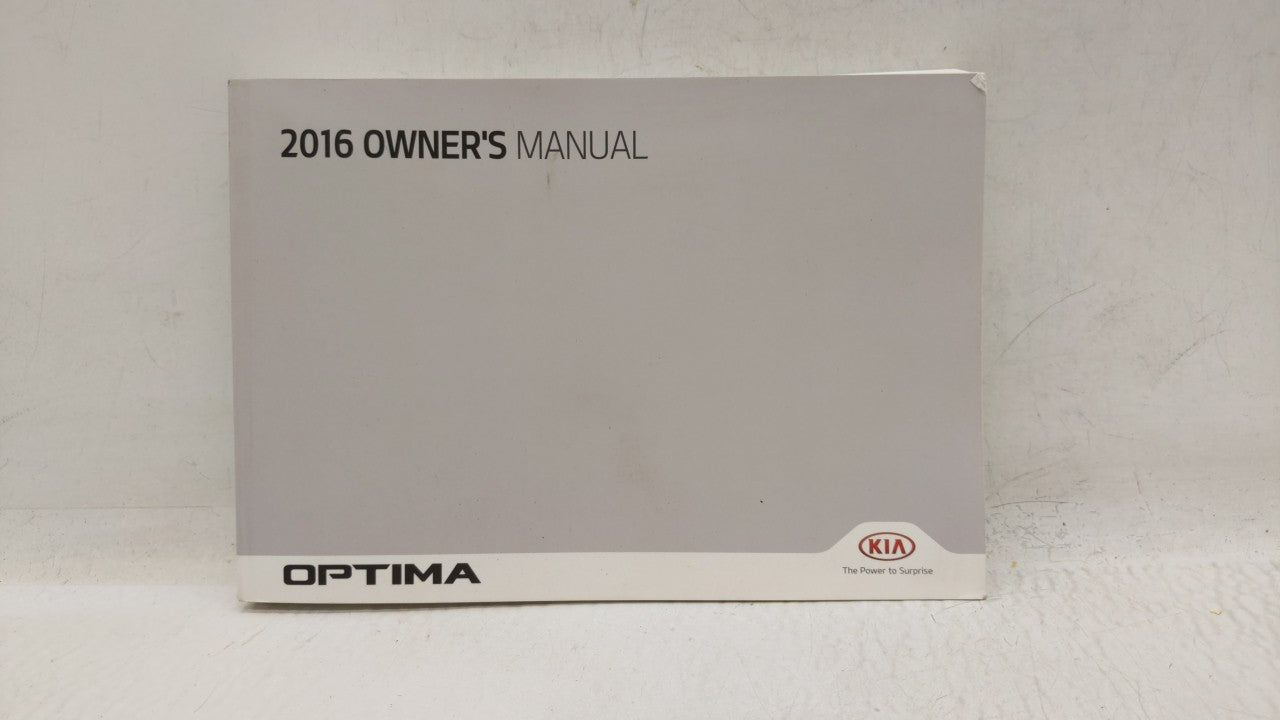 2016 OWNER'S MANUAL
OPTIMA
KIA
The Power to Surprise